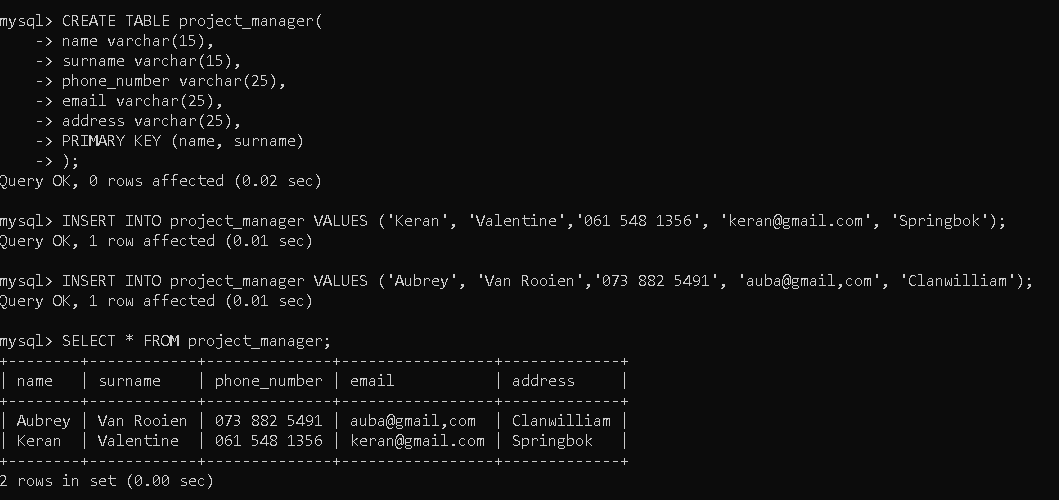 mysql> CREATE TABLE project_manager(
    -> name varchar(15),
    -> surname varchar(15),
    -> phone_number varchar(25),
    -> email varchar(25),
    -> address varchar(25),
    -> PRIMARY KEY (name, surname)
    -> );
Query OK, 0 rows affected (0.02 sec)

mysql> INSERT INTO project_manager VALUES ('Keran', 'Valentine','061 548 1356', 'keran@gmail.com', 'Springbok');
Query OK, 1 row affected (0.01 sec)

mysql> INSERT INTO project_manager VALUES ('Aubrey', 'Van Rooien','073 882 5491', 'auba@gmail,com', 'Clanwilliam');
Query OK, 1 row affected (0.01 sec)

mysql> SELECT * FROM project_manager;
+--------+------------+--------------+-----------------+-------------+
| name   | surname    | phone_number | email           | address     |
+--------+------------+--------------+-----------------+-------------+
| Aubrey | Van Rooien | 073 882 5491 | auba@gmail,com  | Clanwilliam |
| Keran  | Valentine  | 061 548 1356 | keran@gmail.com | Springbok   |
+--------+------------+--------------+-----------------+-------------+
2 rows in set (0.00 sec)